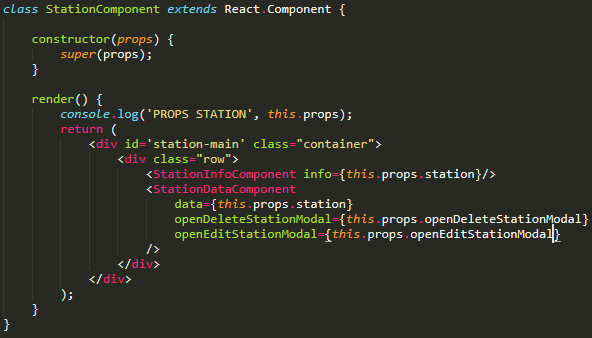 class StationComponent extends React.Component {
constructor(props) {
super(props);
}
render() {
console.log('PROPS STATION', this.props);
return (
<div id='station-main' class="container">
<div class="row">
<StationInfoComponent info={this.props.station}/>
<StationDataComponent
data={this.props.station}
openDeleteStationModal={this.props.openDeleteStationModal}
openEditStationModal={this.props.openEditStationModal}
/>
</div>
</div>
);
}
}